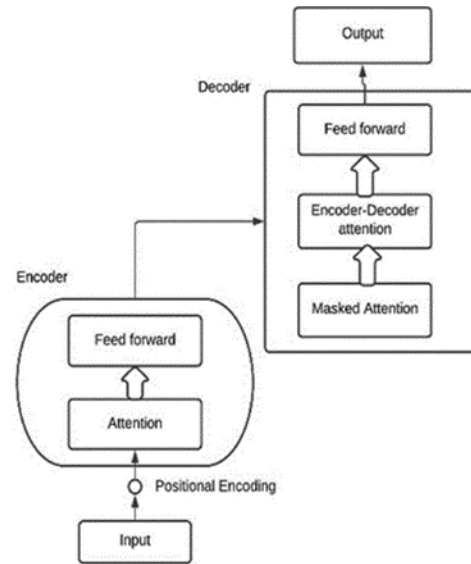 Output
Decoder
Feed forward
Encoder-Decoder
attention
Masked Attention
Encoder
Feed forward
Attention
Positional Encoding
Input